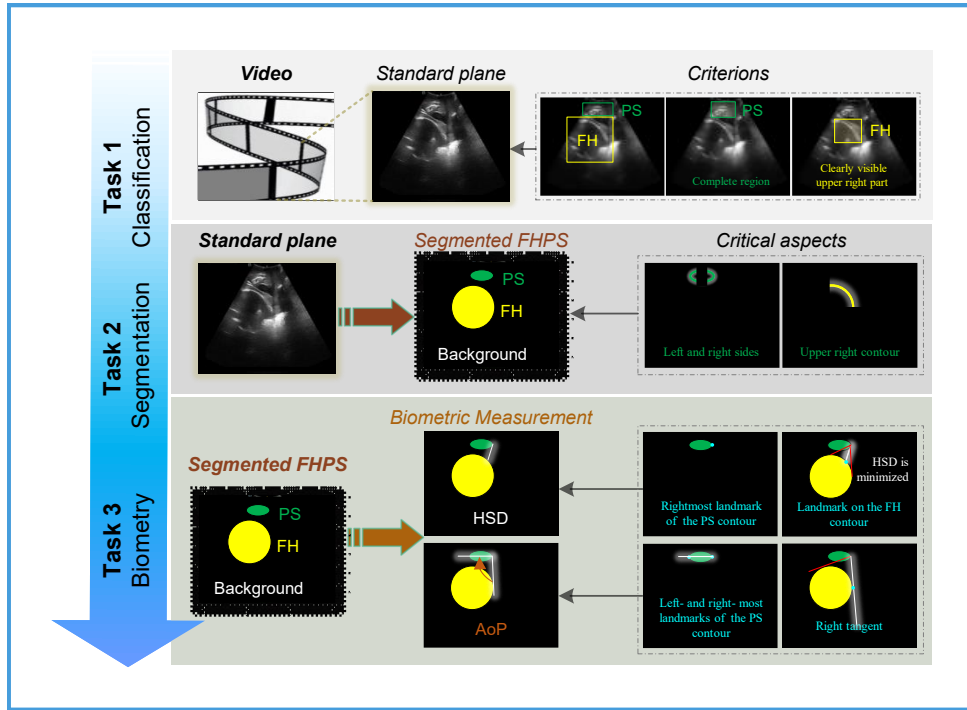 Task 1
Classification
Video
Standard plane
Criterions
PS
FH
PS
Complete region
FH
Clearly visible
upper right part
Task 2
Segmentation
Standard plane
Segmented FHPS
PS
FH
Background
Critical aspects
Left and right sides
Upper right contour
Task 3
Biometry
Biometric Measurement
Segmented FHPS
PS
FH
Background
HSD
Rightmost landmark
of the PS contour
HSD is
minimized
Landmark on the FH
contour
AoP
Left- and right- most
landmarks of the PS
contour
Right tangent